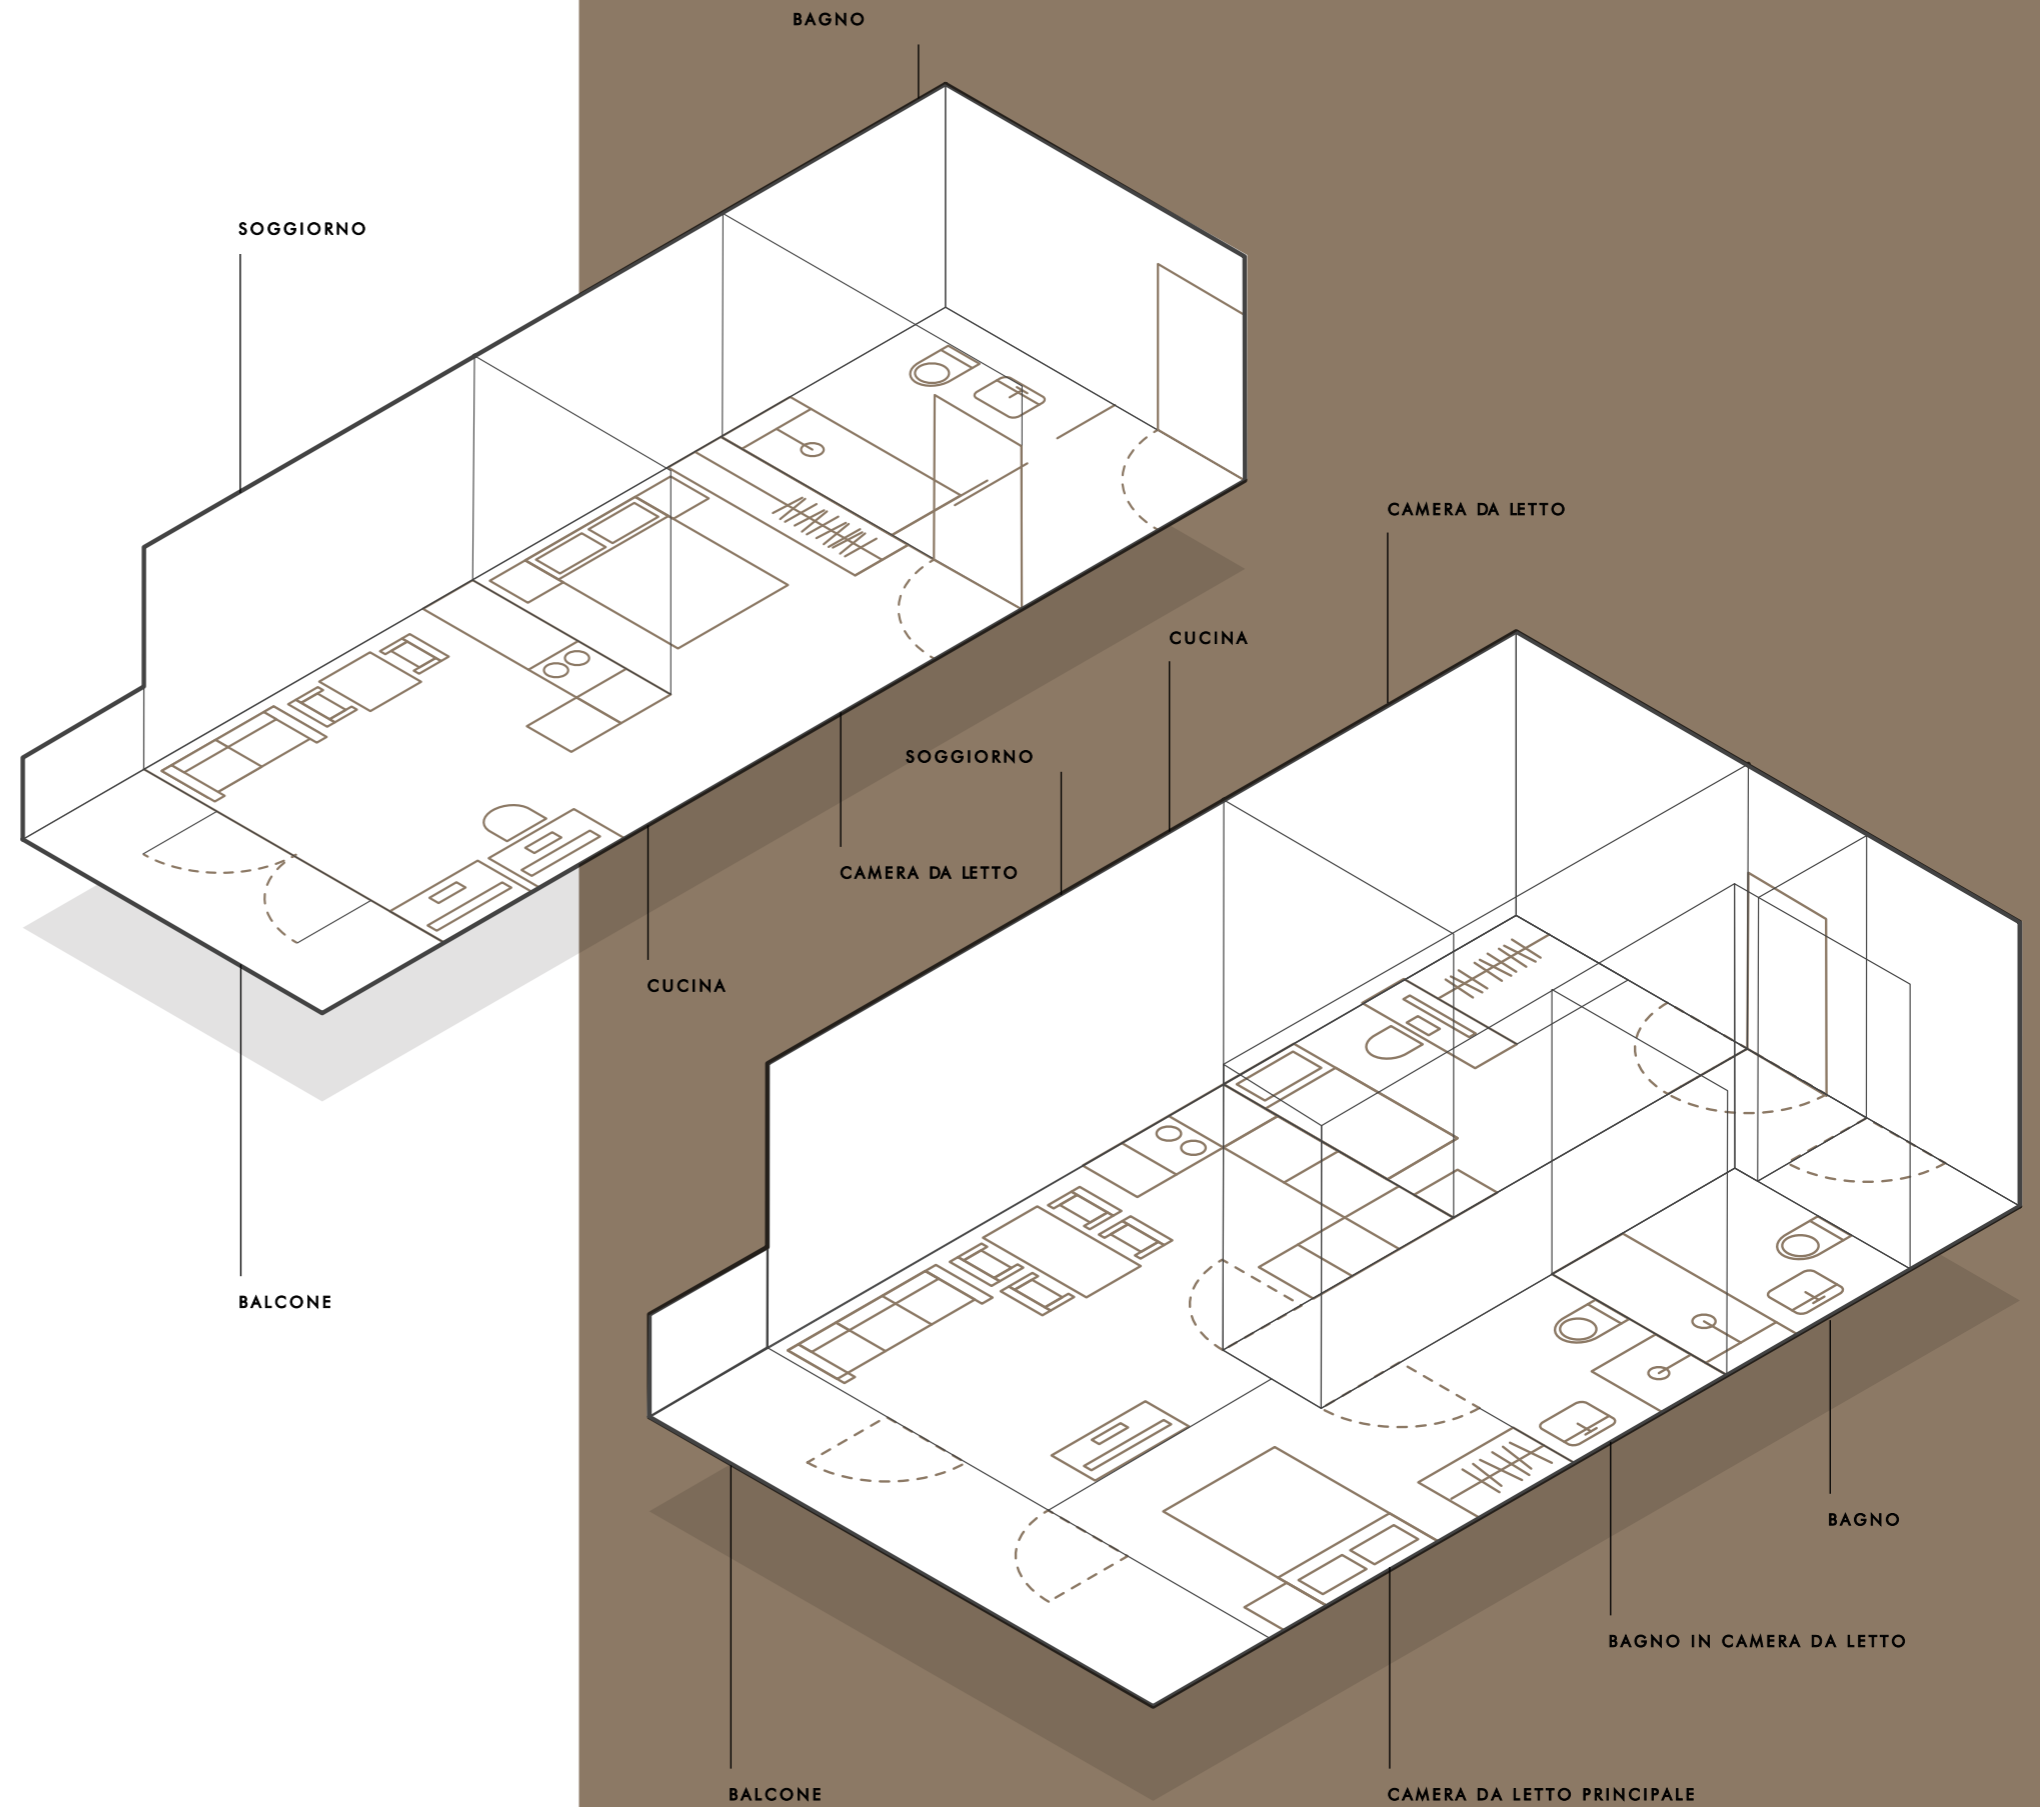 BAGNO
SOGGIORNO
CAMERA DA LETTO
CUCINA
SOGGIORNO
CAMERA DA LETTO
CUCINA
BALCONE
BAGNO
BAGNO IN CAMERA DA LETTO
BALCONE
CAMERA DA LETTO PRINCIPALE